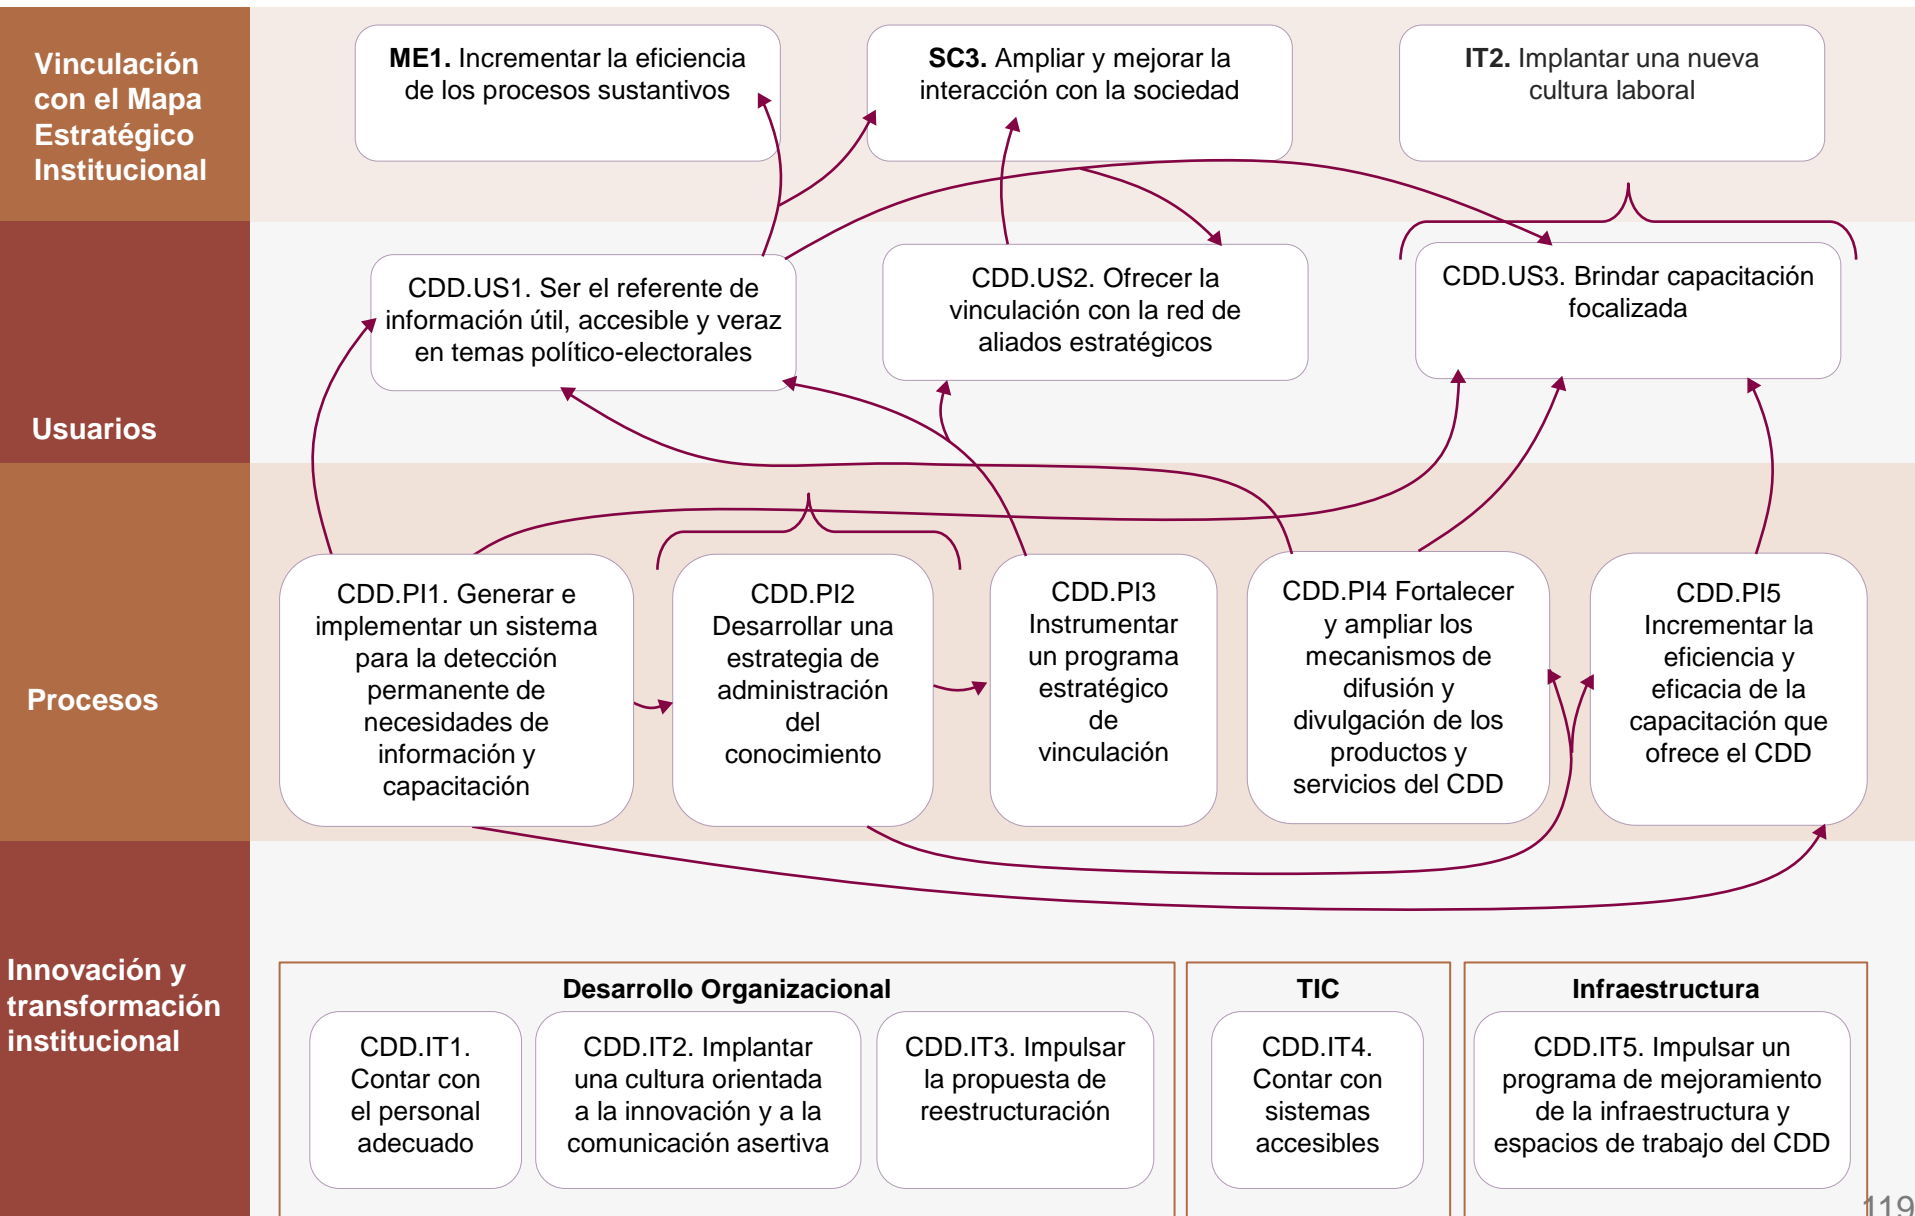 Vinculación
con el Mapa
Estratégico
Institucional
ME1. Incrementar la eficiencia
de los procesos sustantivos
SC3. Ampliar y mejorar la
interacción con la sociedad
IT2. Implantar una nueva
cultura laboral
Usuarios
CDD.US1. Ser el referente de
información útil, accesible y veraz
en temas político-electorales
CDD.US2. Ofrecer la
vinculación con la red de
aliados estratégicos
CDD.US3. Brindar capacitación
focalizada
Procesos
CDD.PI1. Generar e
implementar un sistema
para la detección
permanente de
necesidades de
información y
capacitación
CDD.PI2
Desarrollar una
estrategia de
administración
del
conocimiento
CDD.PI3
Instrumentar
un programa
estratégico
de
vinculación
CDD.PI4 Fortalecer
y ampliar los
mecanismos de
difusión y
divulgación de los
productos y
servicios del CDD
CDD.PI5
Incrementar la
eficiencia y
eficacia de la
capacitación que
ofrece el CDD
Innovación y
transformación
institucional
Desarrollo Organizacional
CDD.IT1.
Contar con
el personal
adecuado
CDD.IT2. Implantar
una cultura orientada
a la innovación y a la
comunicación asertiva
CDD.IT3. Impulsar
la propuesta de
reestructuración
TIC
CDD.IT4.
Contar con
sistemas
accesibles
Infraestructura
CDD.IT5. Impulsar un
programa de mejoramiento
de la infraestructura y
espacios de trabajo del CDD
119